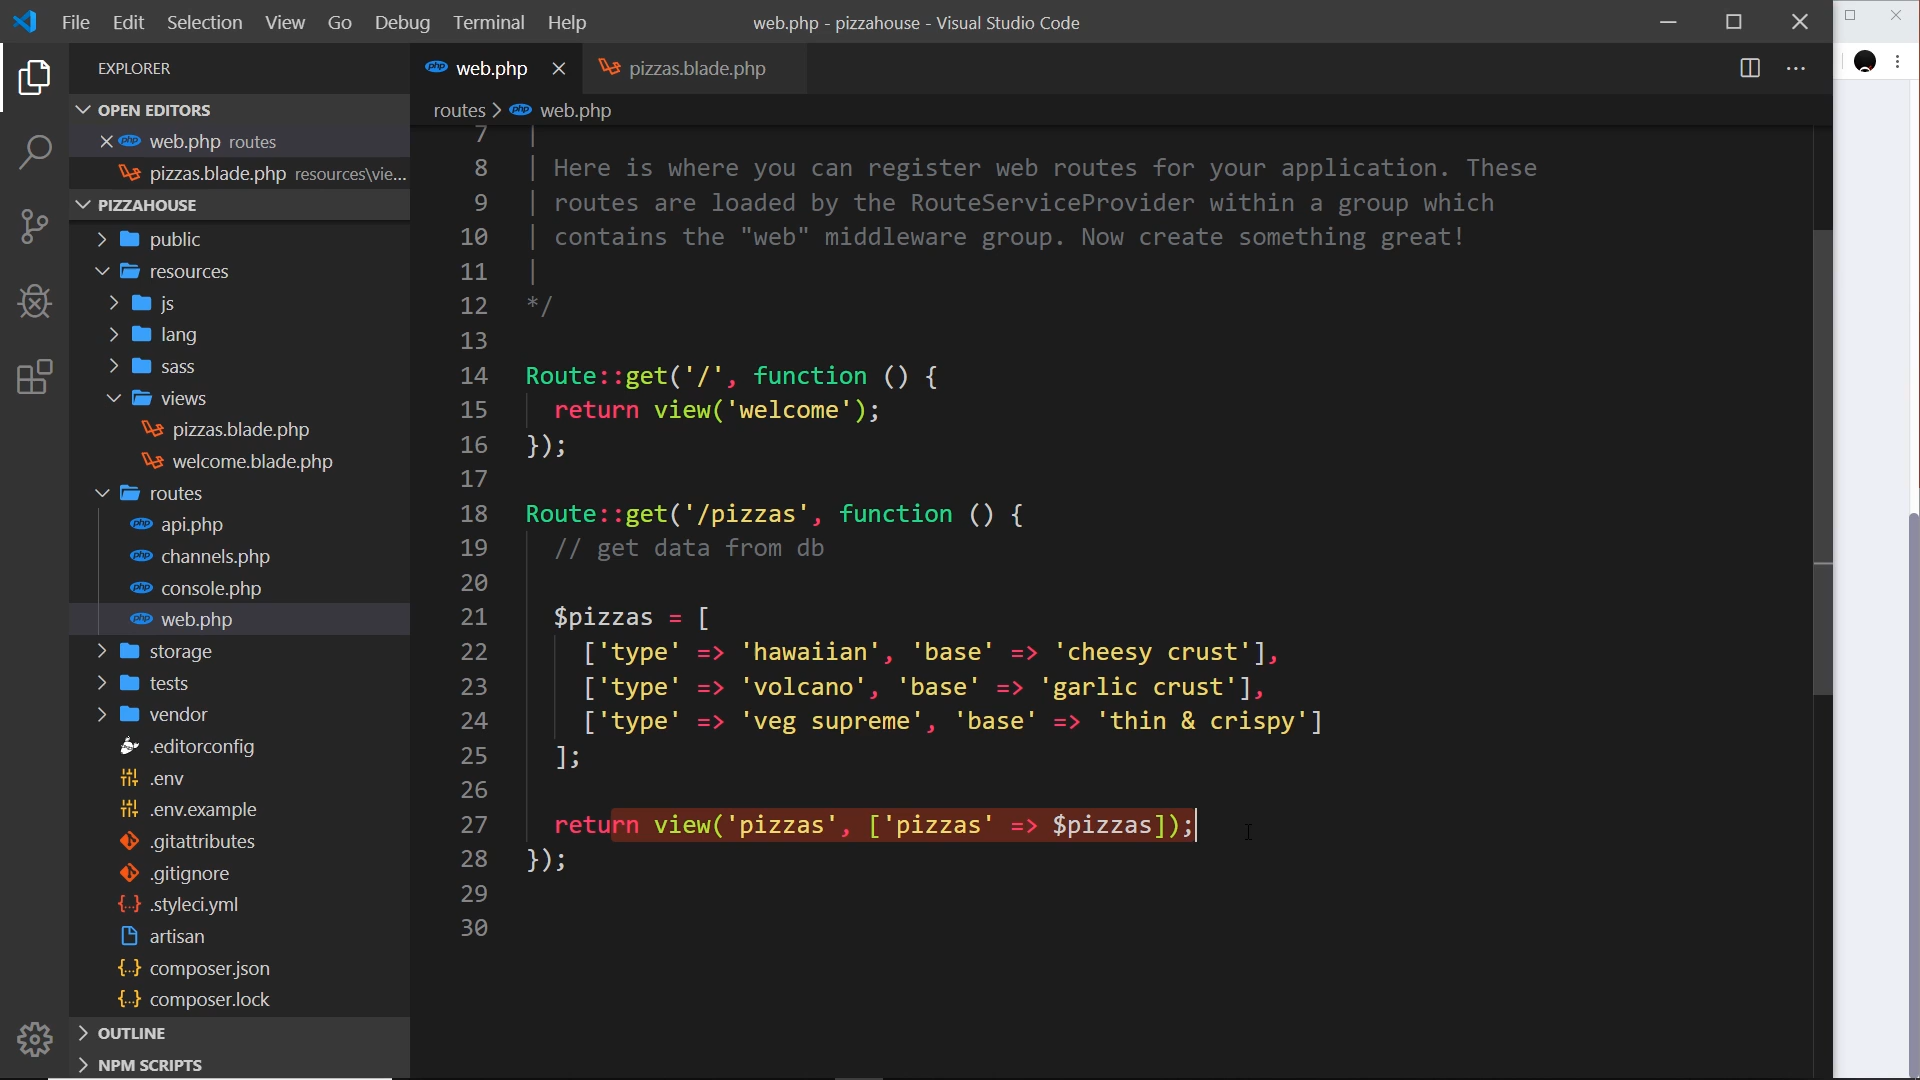 File Edit Selection View Go Debug Terminal Help
web.php - pizzahouse - Visual Studio Code
EXPLORER
OPEN EDITORS
php web.php routes
pizzas.blade.php resources\vie...
PIZZAHOUSE
public
resources
js
lang
sass
views
pizzas.blade.php
welcome.blade.php
routes
php api.php
php channels.php
php console.php
php web.php
storage
tests
vendor
.editorconfig
.env
.env.example
.gitattributes
.gitignore
{...} .styleci.yml
artisan
{...} composer.json
{...} composer.lock
OUTLINE
NPM SCRIPTS
php web.php
pizzas.blade.php
routes > php web.php
7 |
8 | Here is where you can register web routes for your application. These
9 | routes are loaded by the RouteServiceProvider within a group which
10 | contains the "web" middleware group. Now create something great!
11 |
12 */
13
14 Route::get('/', function () {
15 return view('welcome');
16 });
17
18 Route::get('/pizzas', function () {
19 // get data from db
20
21 $pizzas = [
22 ['type' => 'hawaiian', 'base' => 'cheesy crust'],
23 ['type' => 'volcano', 'base' => 'garlic crust'],
24 ['type' => 'veg supreme', 'base' => 'thin & crispy']
25 ];
26
27 return view('pizzas', ['pizzas' => $pizzas]);
28 });
29
30